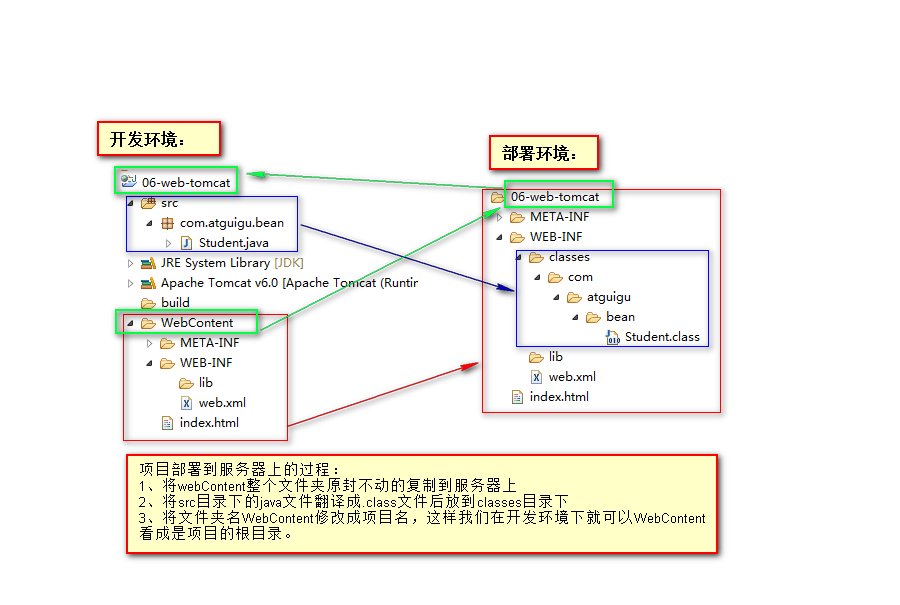 开发环境：
06-web-tomcat
src
com.atguigu.bean
Student.java
JRE System Library [JDK]
Apache Tomcat v6.0 [Apache Tomcat (Runtir
build
WebContent
META-INF
WEB-INF
lib
web.xml
index.html
部署环境：
06-web-tomcat
META-INF
WEB-INF
classes
com
atguigu
bean
Student.class
lib
web.xml
index.html
项目部署到服务器上的过程：
1、将webContent整个文件夹原封不动的复制到服务器上
2、将src目录下的java文件翻译成.class文件后放到classes目录下
3、将文件夹名WebContent修改成项目名，这样我们在开发环境下就可以WebContent
看成是项目的根目录。